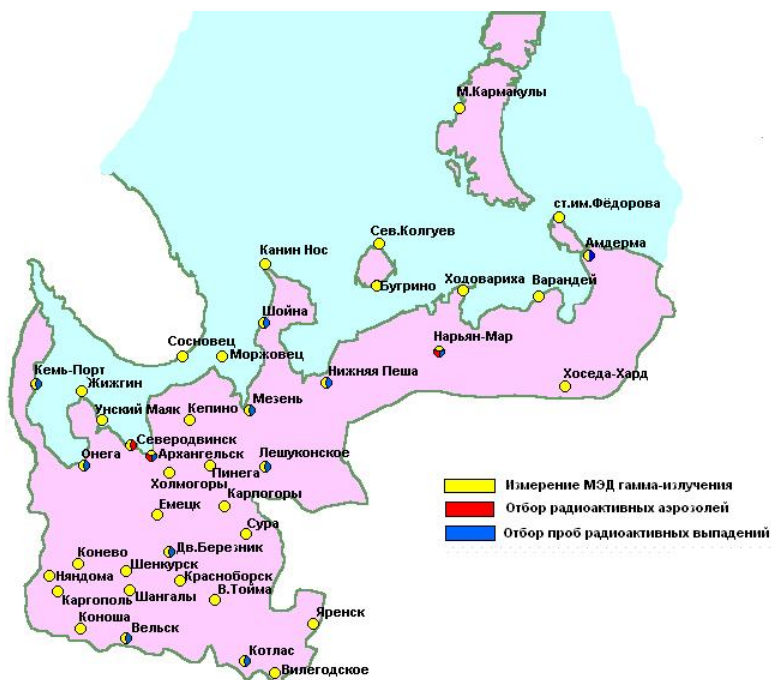 М.Кармакулы
ст.им.Фёдорова
Сев.Колгуев
Амдерма
Канин Нос
Бугрино
Ходовариха
Варандей
Шойна
Нарьян-Мар
Сосновец
Моржовец
Кемь-Порт
Нижняя Пеша
Хоседа-Хард
Жижгин
Мезень
Унский Маяк
Кепино
Северодвинск
Онега
Архангельск
Лешуконское
Пинега
Холмогоры
Измерение МЭД гамма-излучения
Карпогоры
Отбор радиоактивных аэрозолей
Емецк
Сура
Отбор проб радиоактивных выпадений
Конево
Дв.Березник
Шенкурск
Няндома
Красноборск
Каргополь
Шангалы
В.Тойма
Коноша
Яренск
Вельск
Котлас
Вилегодское